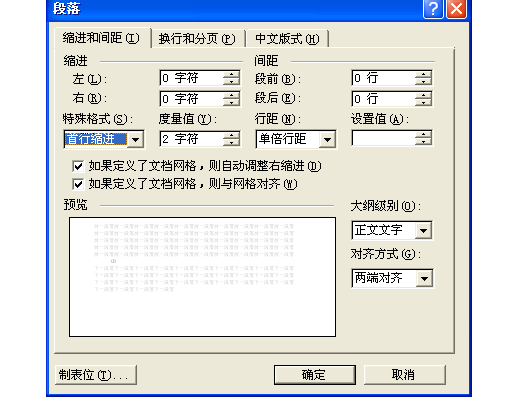 段落
缩进和间距(I) 换行和分页(P) 中文版式(H)
缩进 间距
左(L): 0 字符 段前(B): 0 行
右(R): 0 字符 段后(E): 0 行
特殊格式(S): 度量值(Y): 行距(N): 设置值(A):
首行缩进 2 字符 单倍行距
如果定义了文档网格，则自动调整右缩进(D)
如果定义了文档网格，则与网格对齐(W)
预览 大纲级别(O):
正文文字
对齐方式(G):
两端对齐
制表位(T)... 确定 取消